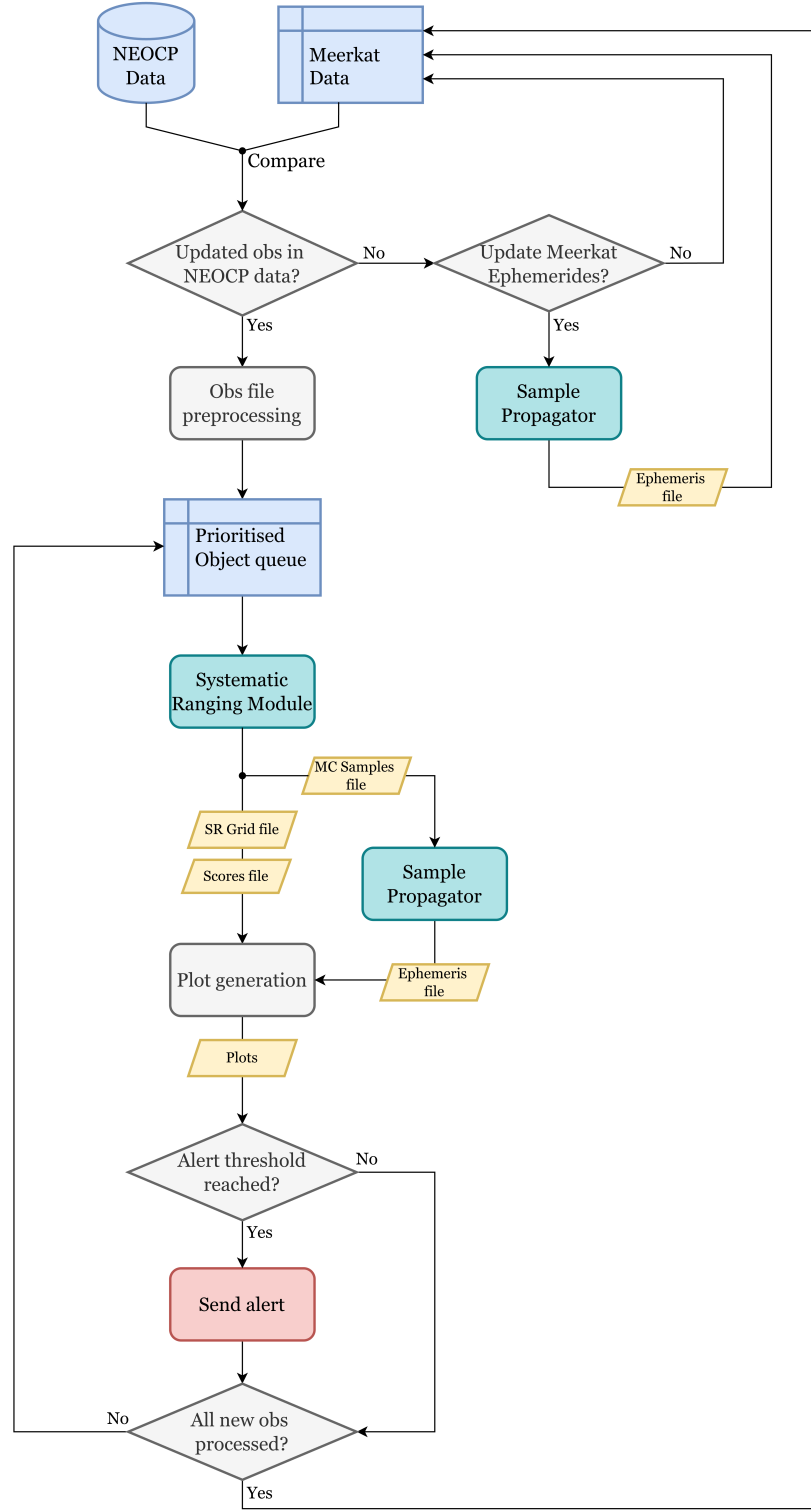 NEOCP
Data
Meerkat
Data
Compare
Updated obs in
NEOCP data?
No
Update Meerkat
Ephemerides?
No
Yes
Yes
Obs file
preprocessing
Sample
Propagator
Ephemeris
file
Prioritised
Object queue
Systematic
Ranging Module
MC Samples
file
SR Grid file
Scores file
Sample
Propagator
Plot generation
Ephemeris
file
Plots
Alert threshold
reached?
No
Yes
Send alert
No
All new obs
processed?
Yes